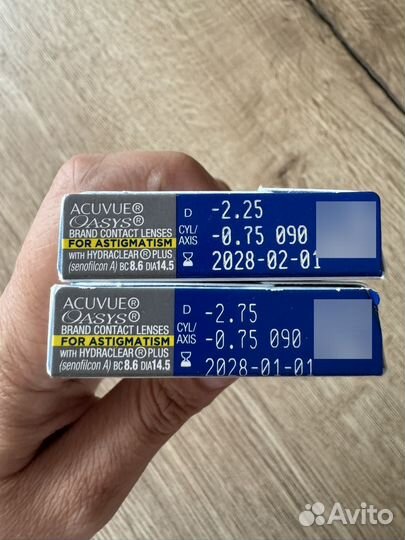 ACUVUE®
OASYS®
BRAND CONTACT LENSES
FOR ASTIGMATISM
WITH HYDRACLEAR® PLUS
(senofilcon A) BC 8.6 DIA 14.5
D -2.25
CYL/AXIS -0.75 090
2028-02-01
ACUVUE®
OASYS®
BRAND CONTACT LENSES
FOR ASTIGMATISM
WITH HYDRACLEAR® PLUS
(senofilcon A) BC 8.6 DIA 14.5
D -2.75
CYL/AXIS -0.75 090
2028-01-01
Avito